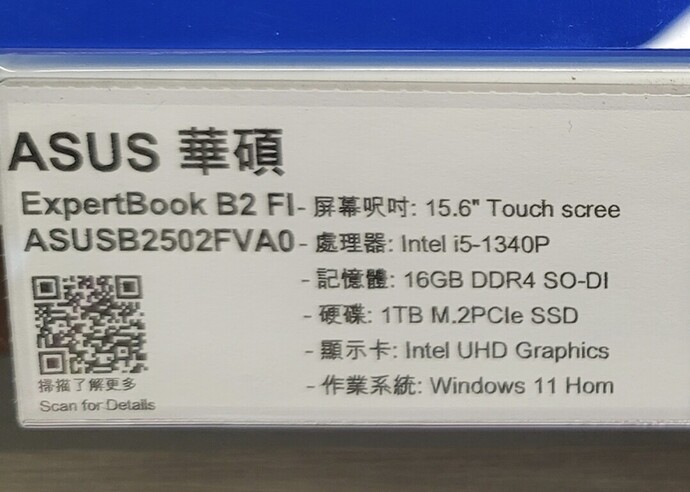 ASUS 華碩
ExpertBook B2 Fl
ASUSB2502FVA0
- 屏幕呎吋: 15.6" Touch scree
- 處理器: Intel i5-1340P
- 記憶體: 16GB DDR4 SO-DI
- 硬碟: 1TB M.2PCIe SSD
- 顯示卡: Intel UHD Graphics
- 作業系統: Windows 11 Hom
掃描了解更多
Scan for Details